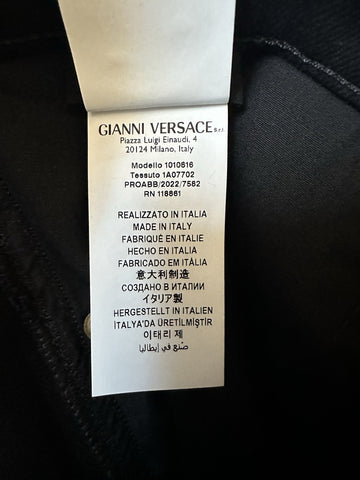 GIANNI VERSACE S.r.l.
Piazza Luigi Einaudi, 4
20124 Milano, Italy
Modello 1010616
Tessuto 1A07702
PROABB/2022/7582
RN 118861
REALIZZATO IN ITALIA
MADE IN ITALY
FABRIQUÉ EN ITALIE
HECHO EN ITALIA
FABRICADO EM ITÁLIA
意大利制造
СОЗДАНО В ИТАЛИИ
イタリア製
HERGESTELLT IN ITALIEN
İTALYA'DA ÜRETİLMİŞTİR
이태리 제
صُنع في إيطاليا